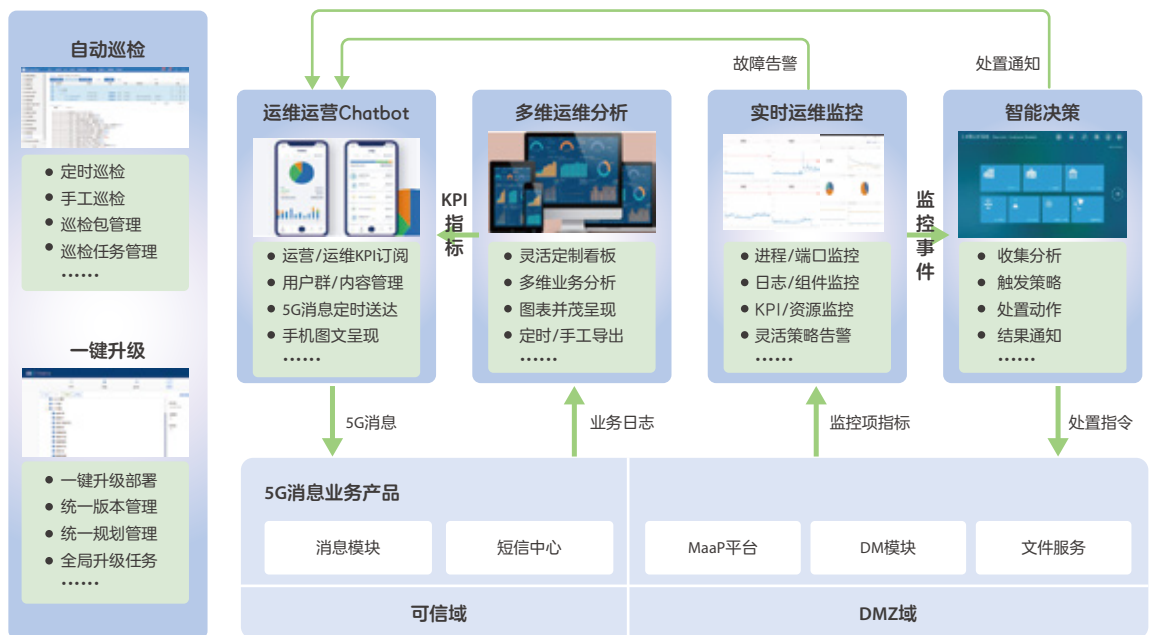 自动巡检
● 定时巡检
● 手工巡检
● 巡检包管理
● 巡检任务管理
……
一键升级
● 一键升级部署
● 统一版本管理
● 统一规划管理
● 全局升级任务
……
故障告警
处置通知
运维运营Chatbot
● 运营/运维KPI订阅
● 用户群/内容管理
● 5G消息定时送达
● 手机图文呈现
……
KPI
指
标
多维运维分析
● 灵活定制看板
● 多维业务分析
● 图表并茂呈现
● 定时/手工导出
……
实时运维监控
● 进程/端口监控
● 日志/组件监控
● KPI/资源监控
● 灵活策略告警
……
监
控
事
件
智能决策
● 收集分析
● 触发策略
● 处置动作
● 结果通知
……
5G消息
业务日志
监控项指标
处置指令
5G消息业务产品
消息模块
短信中心
MaaP平台
DM模块
文件服务
可信域
DMZ域